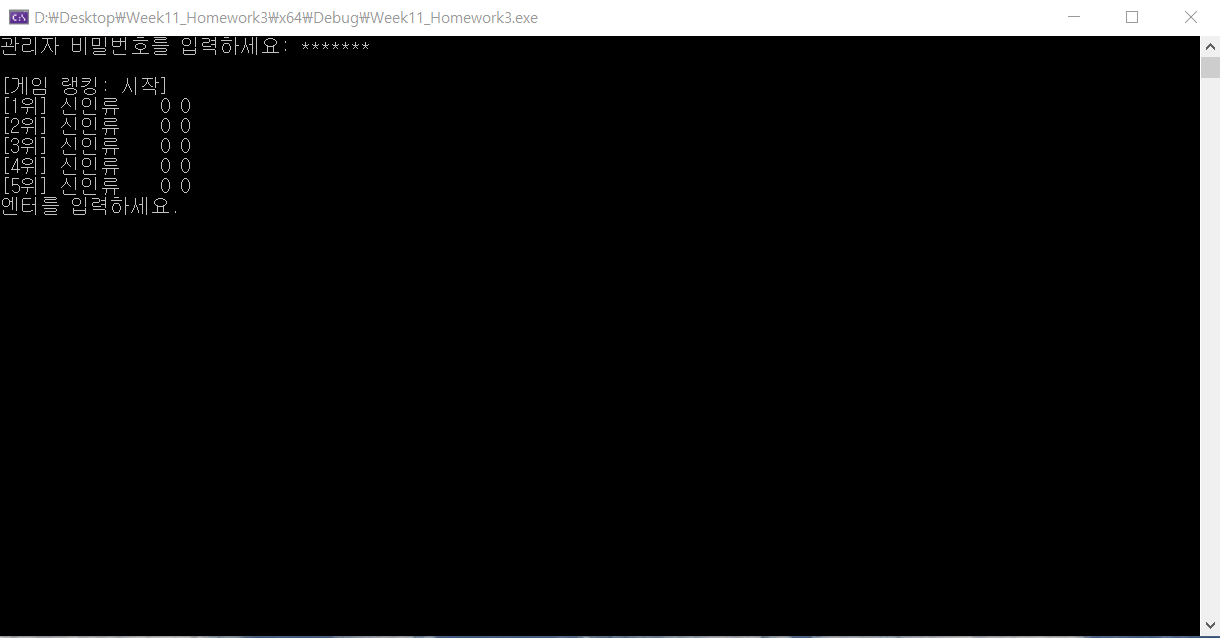 D:₩Desktop₩Week11_Homework3₩x64₩Debug₩Week11_Homework3.exe
관리자 비밀번호를 입력하세요: *******
[게임 랭킹: 시작]
[1위] 신인류    0 0
[2위] 신인류    0 0
[3위] 신인류    0 0
[4위] 신인류    0 0
[5위] 신인류    0 0
엔터를 입력하세요.